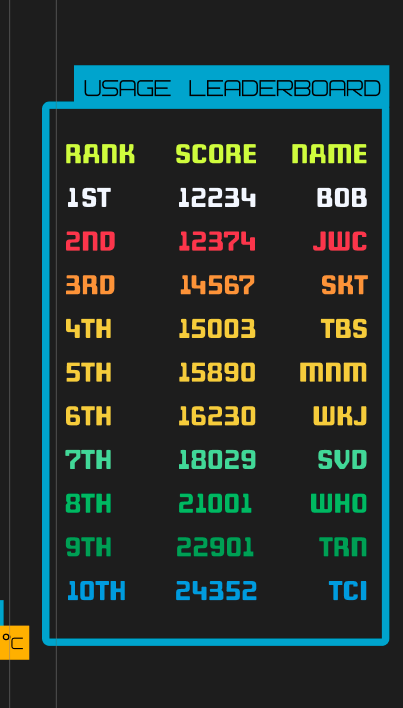 USAGE LEADERBOARD
RANK SCORE NAME
1ST 12234 BOB
2ND 12374 JWC
3RD 14567 SKT
4TH 15003 TBS
5TH 15890 MNM
6TH 16230 WKJ
7TH 18029 SVD
8TH 21001 WHO
9TH 22901 TRN
10TH 24352 TCI
°C